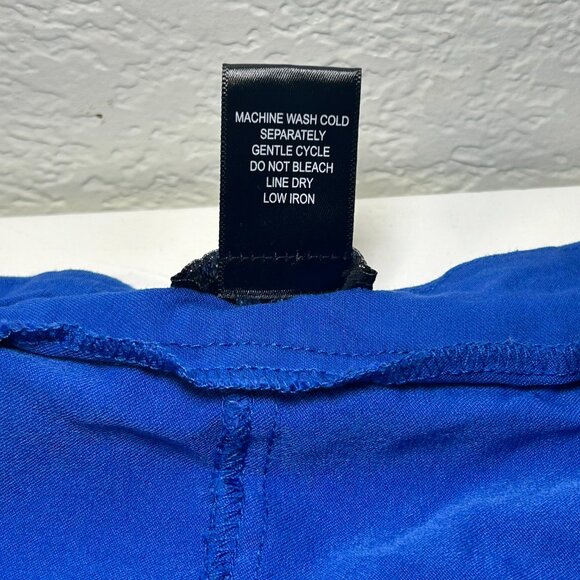 MACHINE WASH COLD
SEPARATELY
GENTLE CYCLE
DO NOT BLEACH
LINE DRY
LOW IRON